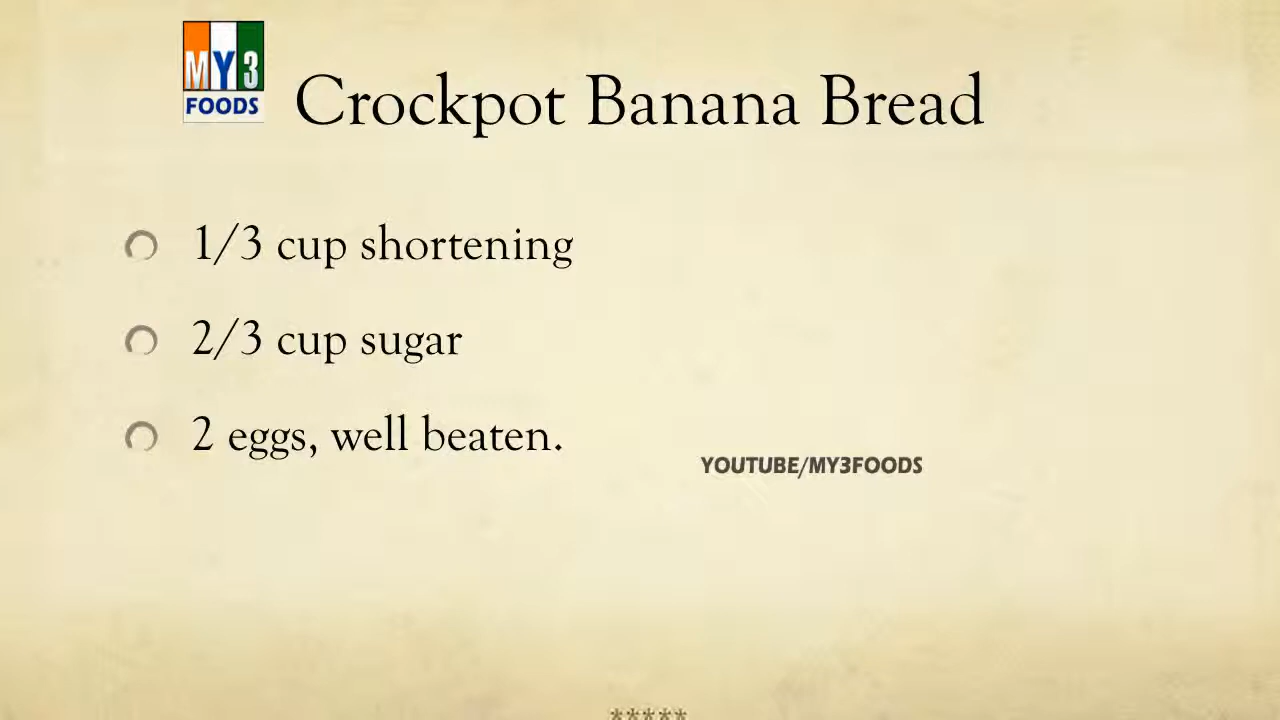 MY3
FOODS
Crockpot Banana Bread
1/3 cup shortening
2/3 cup sugar
2 eggs, well beaten.
YOUTUBE/MY3FOODS
*****